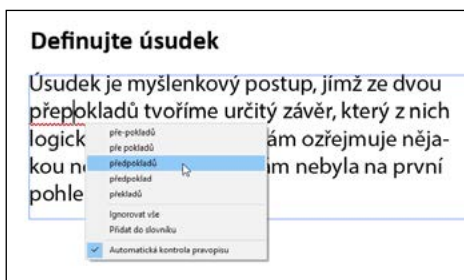 Definujte úsudek
Úsudek je myšlenkový postup, jímž ze dvou
přepokladů tvoříme určitý závěr, který z nich
logick
pře-pokladů
pře pokladů
předpokladů
předpoklad
překladů
Ignorovat vše
Přidat do slovníku
Automatická kontrola pravopisu
ám ozřejmuje něja-
kou n
m nebyla na první
pohle